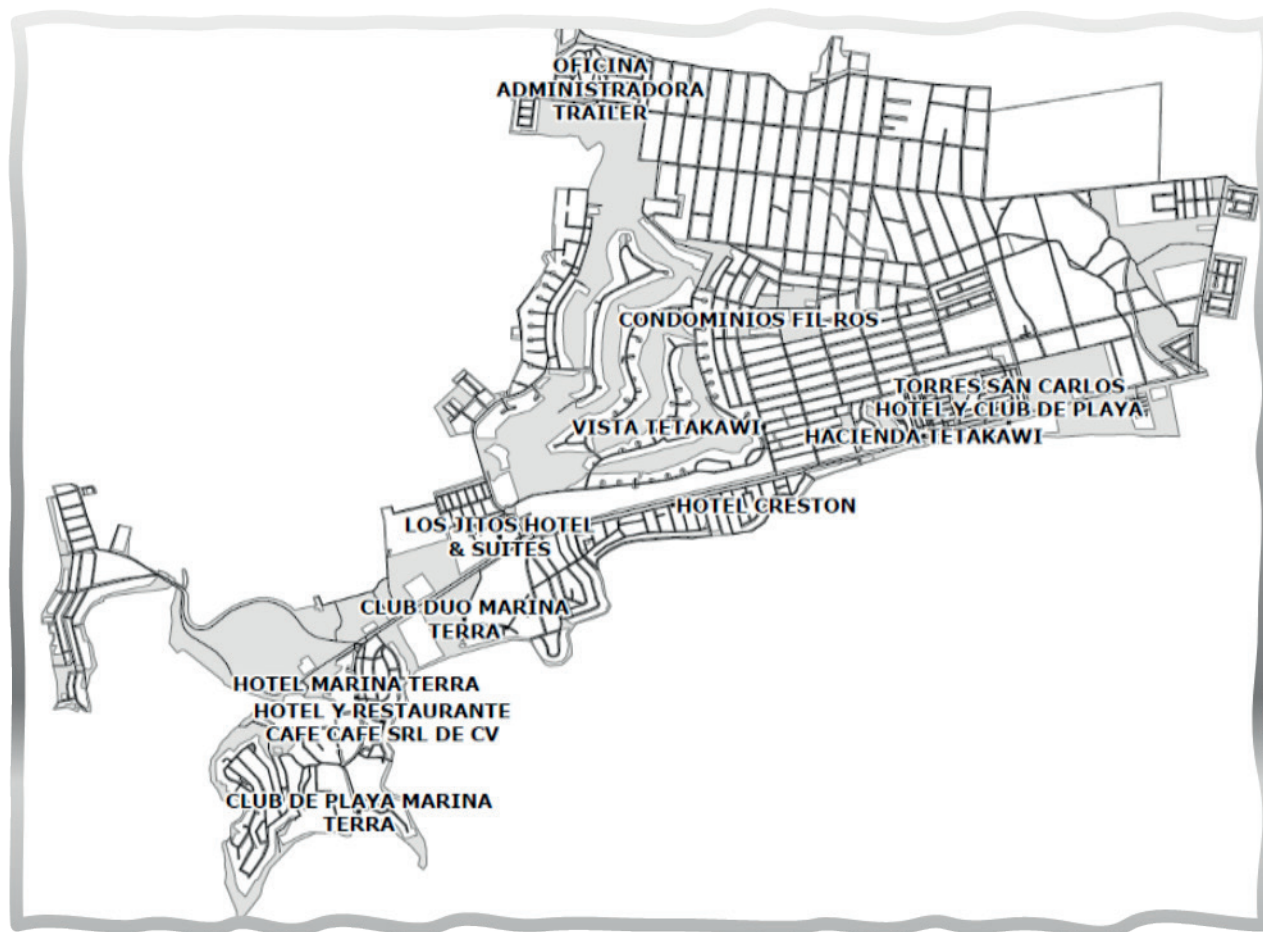 OFICINA
ADMINISTRADORA
TRAILER
CONDOMINIOS FIL ROS
TORRES SAN CARLOS
HOTEL Y CLUB DE PLAYA
VISTA TETAKAWI
HACIENDA TETAKAWI
HOTEL CRESTON
LOS JITOS HOTEL
& SUITES
CLUB DUO MARINA
TERRA
HOTEL MARINA TERRA
HOTEL Y RESTAURANTE
CAFE CAFE SRL DE CV
CLUB DE PLAYA MARINA
TERRA